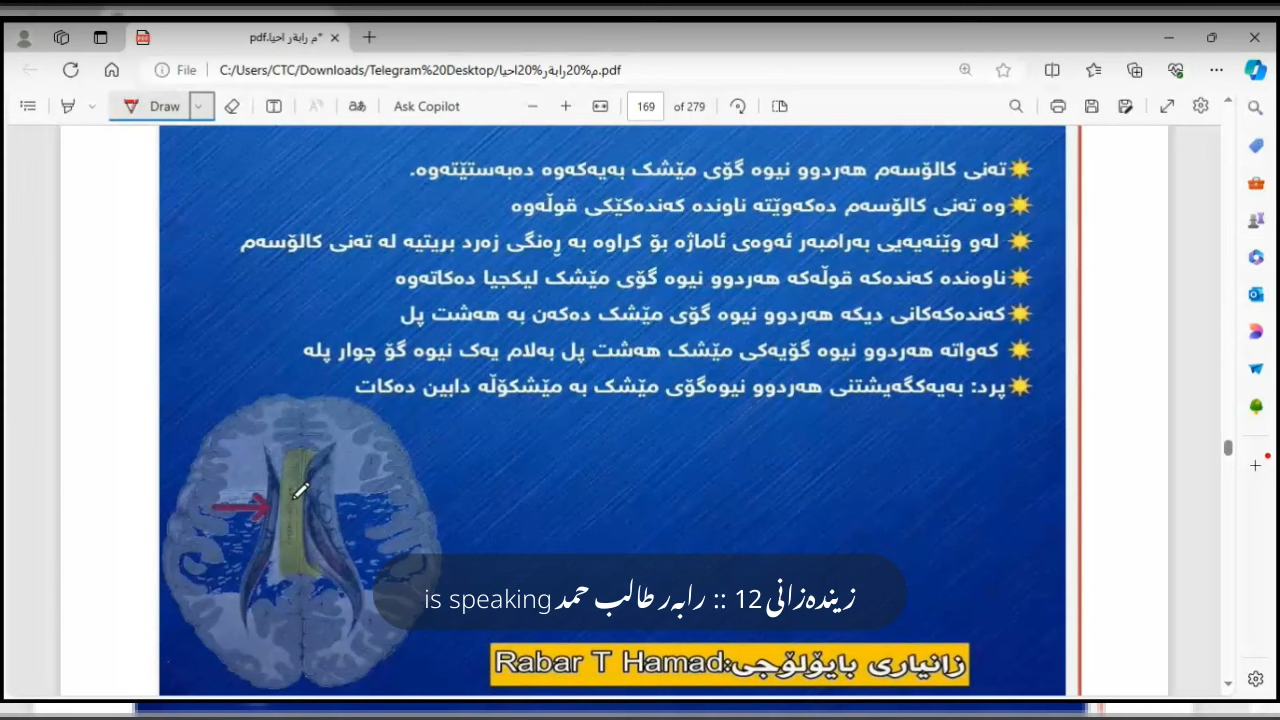 م رابەر احیا.pdf*
File
C:/Users/CTC/Downloads/Telegram%20Desktop/م%20رابەر%20احیا.pdf
Draw
Ask Copilot
169 of 279
تەنی کالۆسەم هەردوو نیوە گۆی مێشک بەیەکەوە دەبەستێتەوە.
وە تەنی کالۆسەم دەکەوێتە ناوندە کەندەکێکی قوڵەوە
لەو وێنەیەیی بەرامبەر ئەوەی ئاماژە بۆ کراوە بە ڕەنگی زەرد بریتیە لە تەنی کالۆسەم
ناوەندە کەندەکە قوڵەکە هەردوو نیوە گۆی مێشک لیکجیا دەکاتەوە
کەندەکەکانی دیکە هەردوو نیوە گۆی مێشک دەکەن بە هەشت پل
کەواتە هەردوو نیوە گۆیەکی مێشک هەشت پل بەلام یەک نیوە گۆ چوار پلە
پرد: بەیەکگەیشتنی هەردوو نیوەگۆی مێشک بە مێشکۆڵە دابین دەکات
زیندەزانی 12 :: رابەر طالب حمد is speaking
زانیاری بایۆلۆجی:Rabar T Hamad